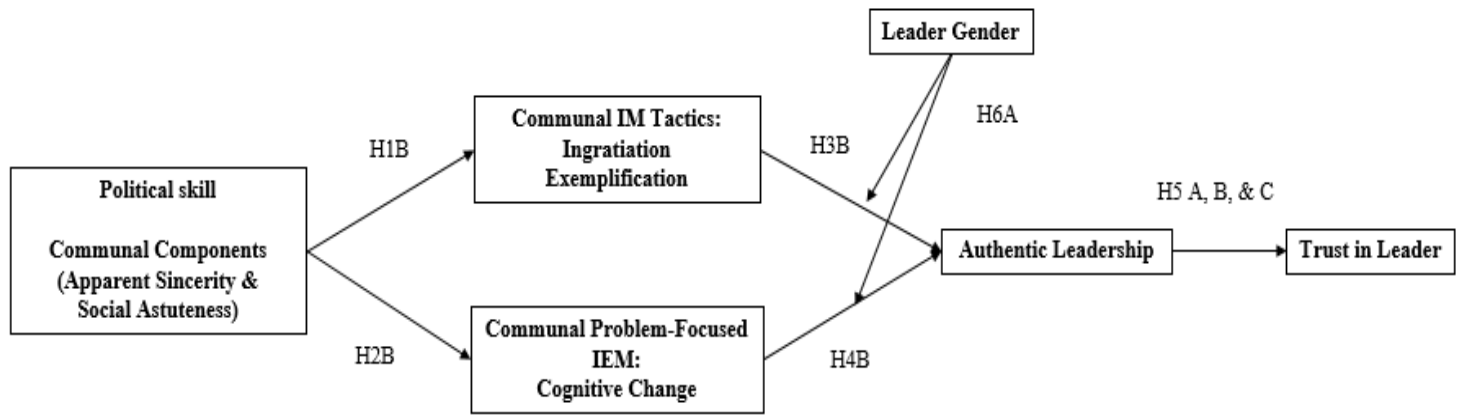 Leader Gender
H6A
Communal IM Tactics:
Ingratiation
Exemplification
H1B
H3B
Political skill
Communal Components
(Apparent Sincerity &
Social Astuteness)
H5 A, B, & C
Authentic Leadership
Trust in Leader
H2B
Communal Problem-Focused
IEM:
Cognitive Change
H4B